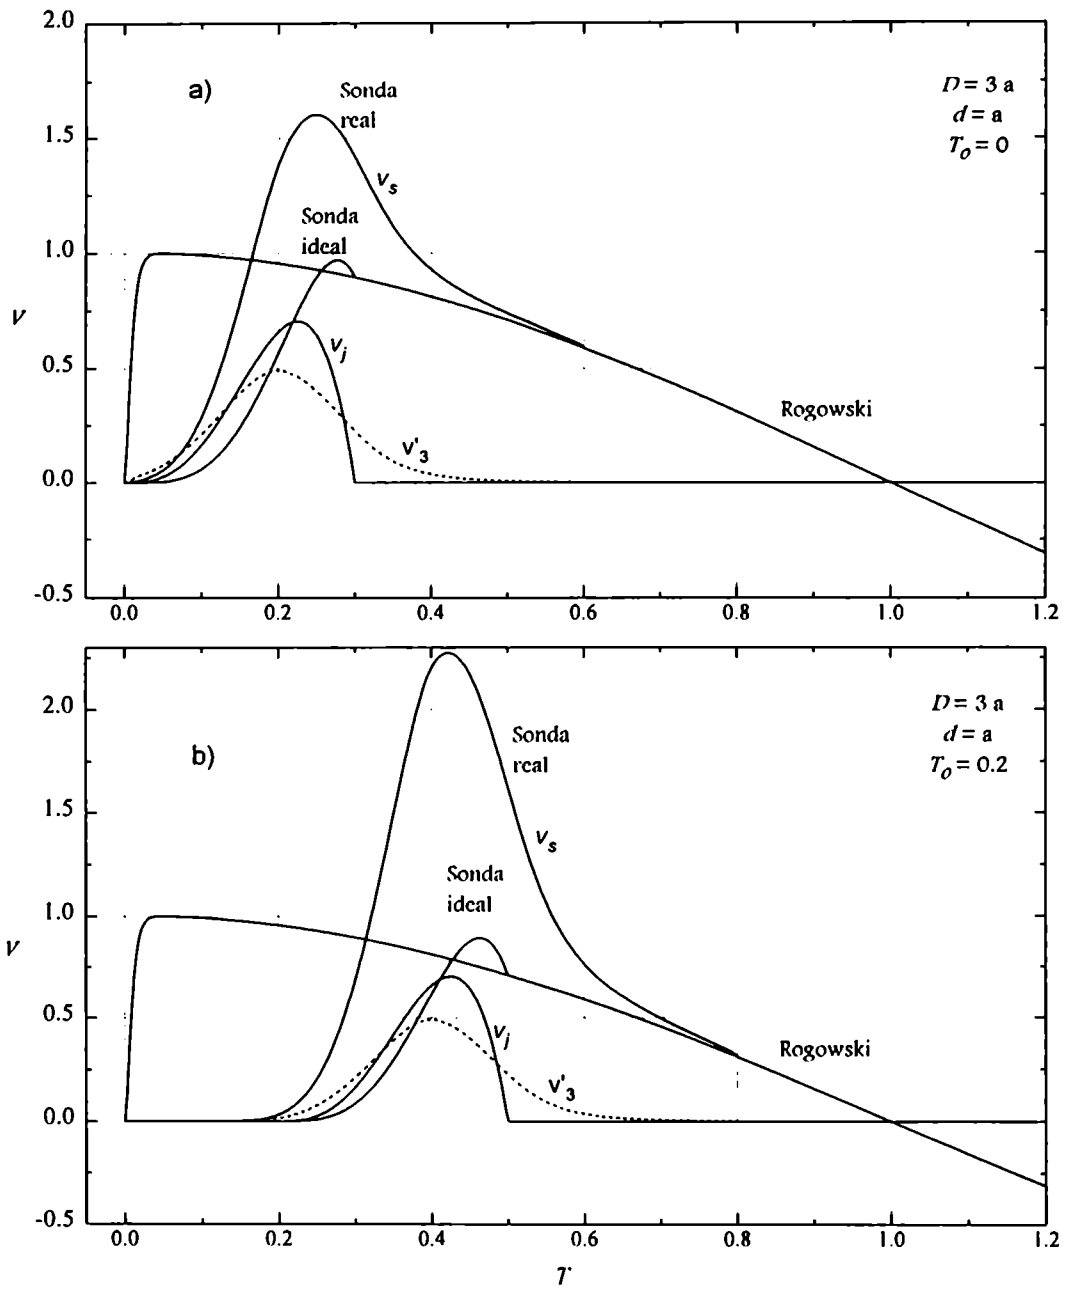 2.0
1.5
1.0
0.5
0.0
-0.5
V
a)
Sonda
real
v_s
Sonda
ideal
v_j
v'_3
Rogowski
D = 3 a
d = a
T_o = 0
0.0 0.2 0.4 0.6 0.8 1.0 1.2
2.0
1.5
1.0
0.5
0.0
-0.5
V
b)
Sonda
real
v_s
Sonda
ideal
v_j
v'_3
Rogowski
D = 3 a
d = a
T_o = 0.2
0.0 0.2 0.4 0.6 0.8 1.0 1.2
T